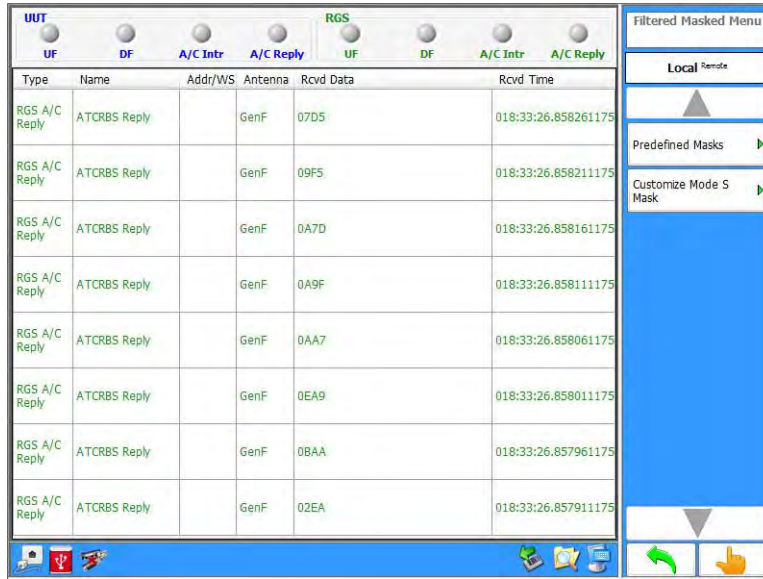 UUT RGS
UF DF A/C Intr A/C Reply UF DF A/C Intr A/C Reply
Type Name Addr/WS Antenna Rcvd Data Rcvd Time
RGS A/C Reply ATCRBS Reply GenF 07D5 018:33:26.858261175
RGS A/C Reply ATCRBS Reply GenF 09F5 018:33:26.858211175
RGS A/C Reply ATCRBS Reply GenF 0A7D 018:33:26.858161175
RGS A/C Reply ATCRBS Reply GenF 0A9F 018:33:26.858111175
RGS A/C Reply ATCRBS Reply GenF 0AA7 018:33:26.858061175
RGS A/C Reply ATCRBS Reply GenF 0EA9 018:33:26.858011175
RGS A/C Reply ATCRBS Reply GenF 0BAA 018:33:26.857961175
RGS A/C Reply ATCRBS Reply GenF 02EA 018:33:26.857911175
Filtered Masked Menu
Local Remote
Predefined Masks
Customize Mode S
Mask